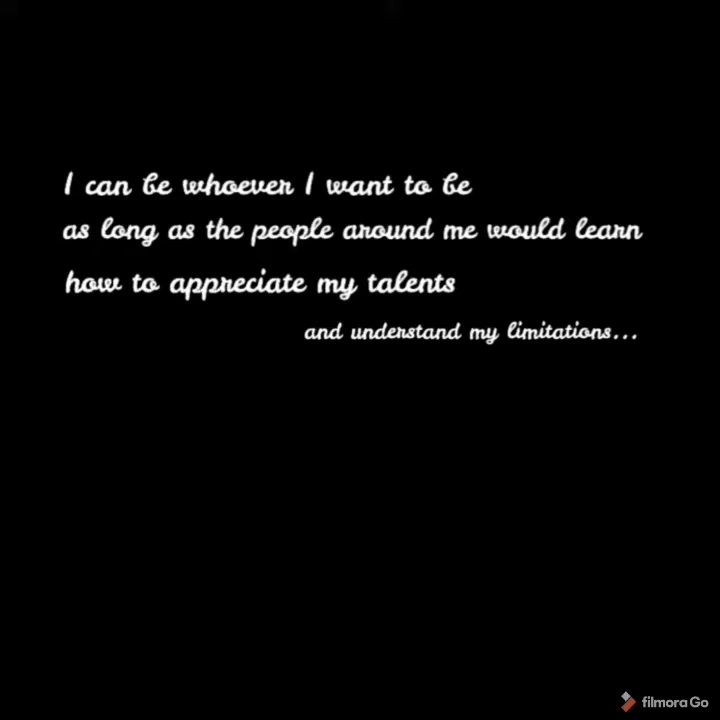 I can be whoever I want to be
as long as the people around me would learn
how to appreciate my talents
and understand my limitations...
filmora Go